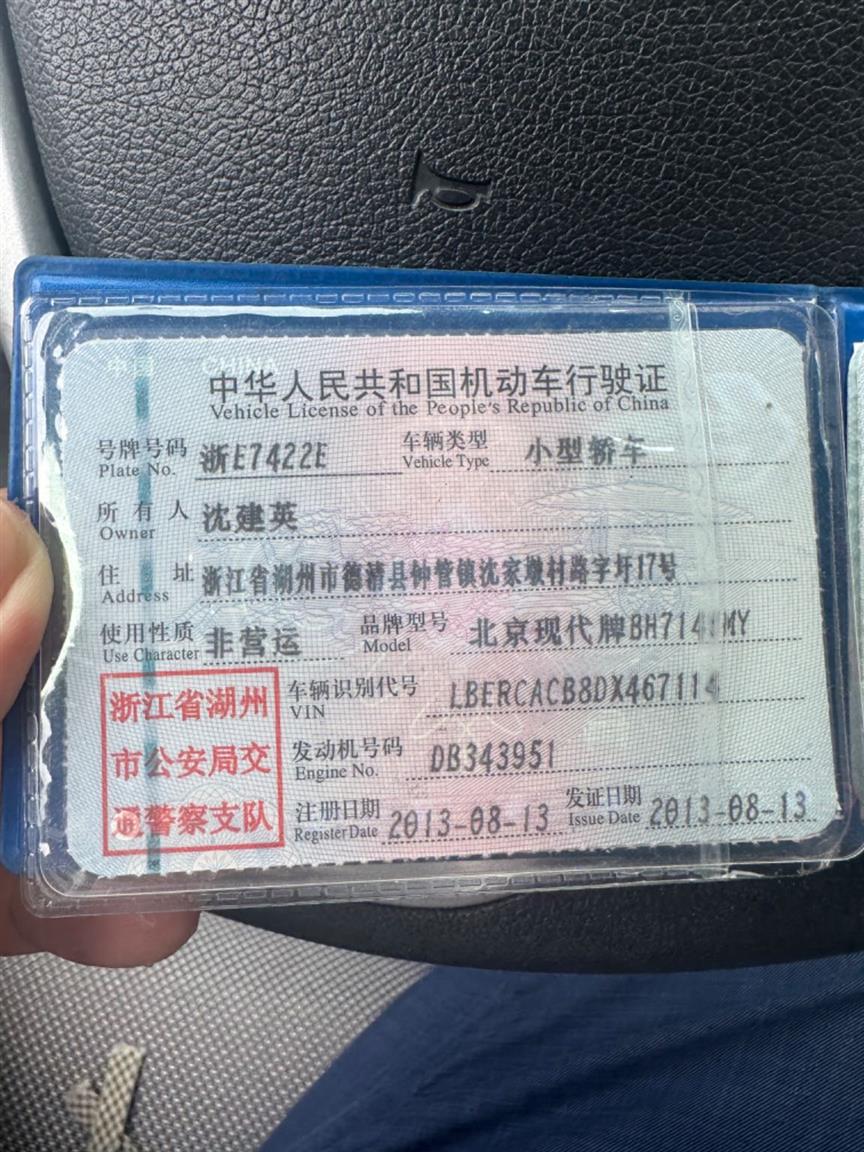 中华人民共和国机动车行驶证
Vehicle License of the People's Republic of China
号牌号码 浙E7422E 车辆类型 小型轿车
Plate No. Vehicle Type
所有人 沈建英
Owner
住 址 浙江省湖州市德清县钟管镇沈家墩村路字圩17号
Address
使用性质 非营运 品牌型号 北京现代牌
Use Character Model
浙江省湖州
市公安局交
通警察支队
车辆识别代号 LBERCACB8DX467114
VIN
发动机号码 DB343951
Engine No.
注册日期 2013-08-13 发证日期 2013-08-13
Register Date Issue Date